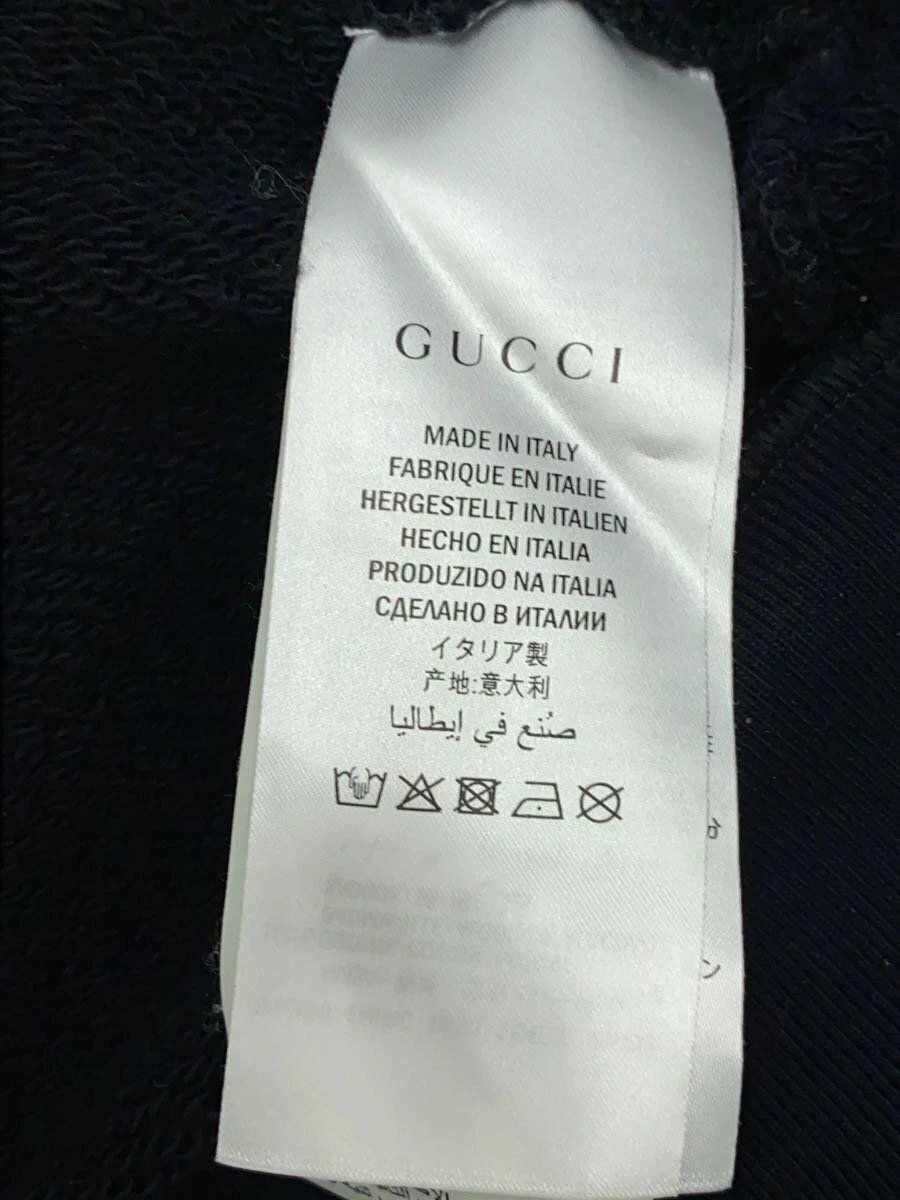 GUCCI
MADE IN ITALY
FABRIQUE EN ITALIE
HERGESTELLT IN ITALIEN
HECHO EN ITALIA
PRODUZIDO NA ITALIA
СДЕЛАНО В ИТАЛИИ
イタリア製
产地:意大利
صُنع في إيطاليا